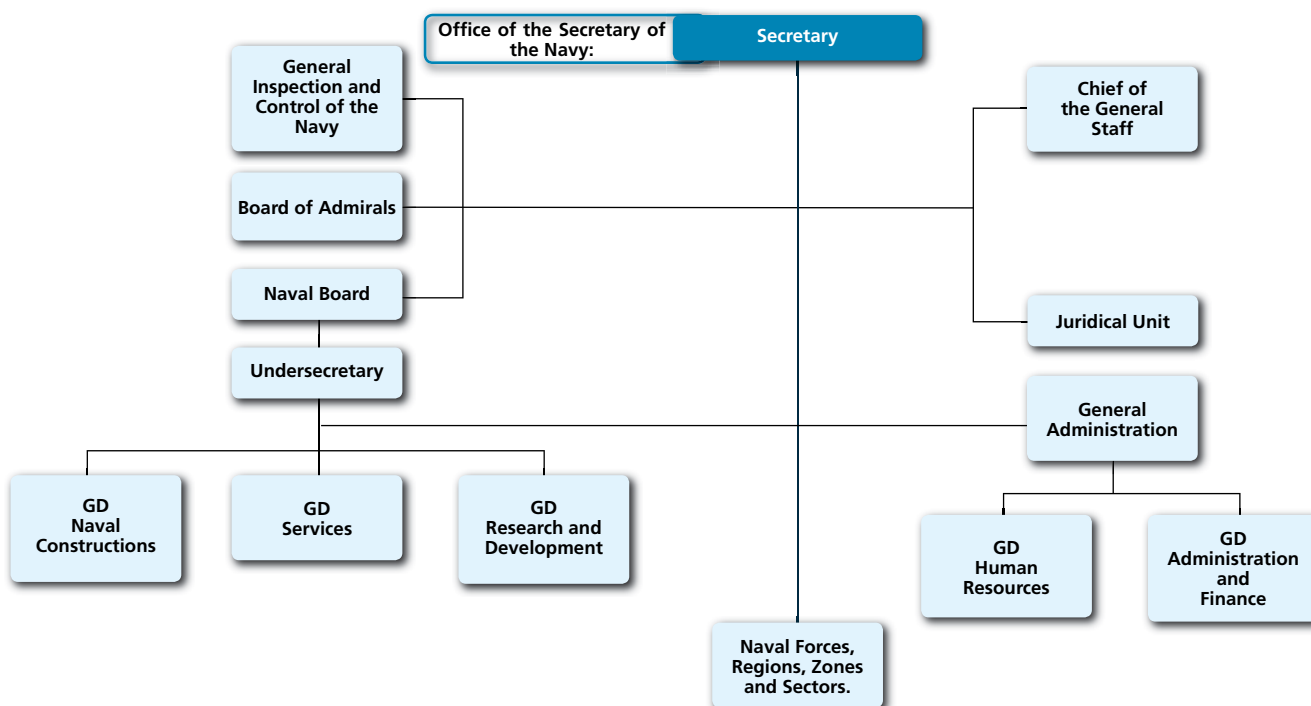 Office of the Secretary of
the Navy:
Secretary
General
Inspection and
Control of the
Navy
Chief of
the General
Staff
Board of Admirals
Naval Board
Juridical Unit
Undersecretary
General
Administration
GD
Naval
Constructions
GD
Services
GD
Research and
Development
GD
Human
Resources
GD
Administration
and
Finance
Naval Forces,
Regions, Zones
and Sectors.